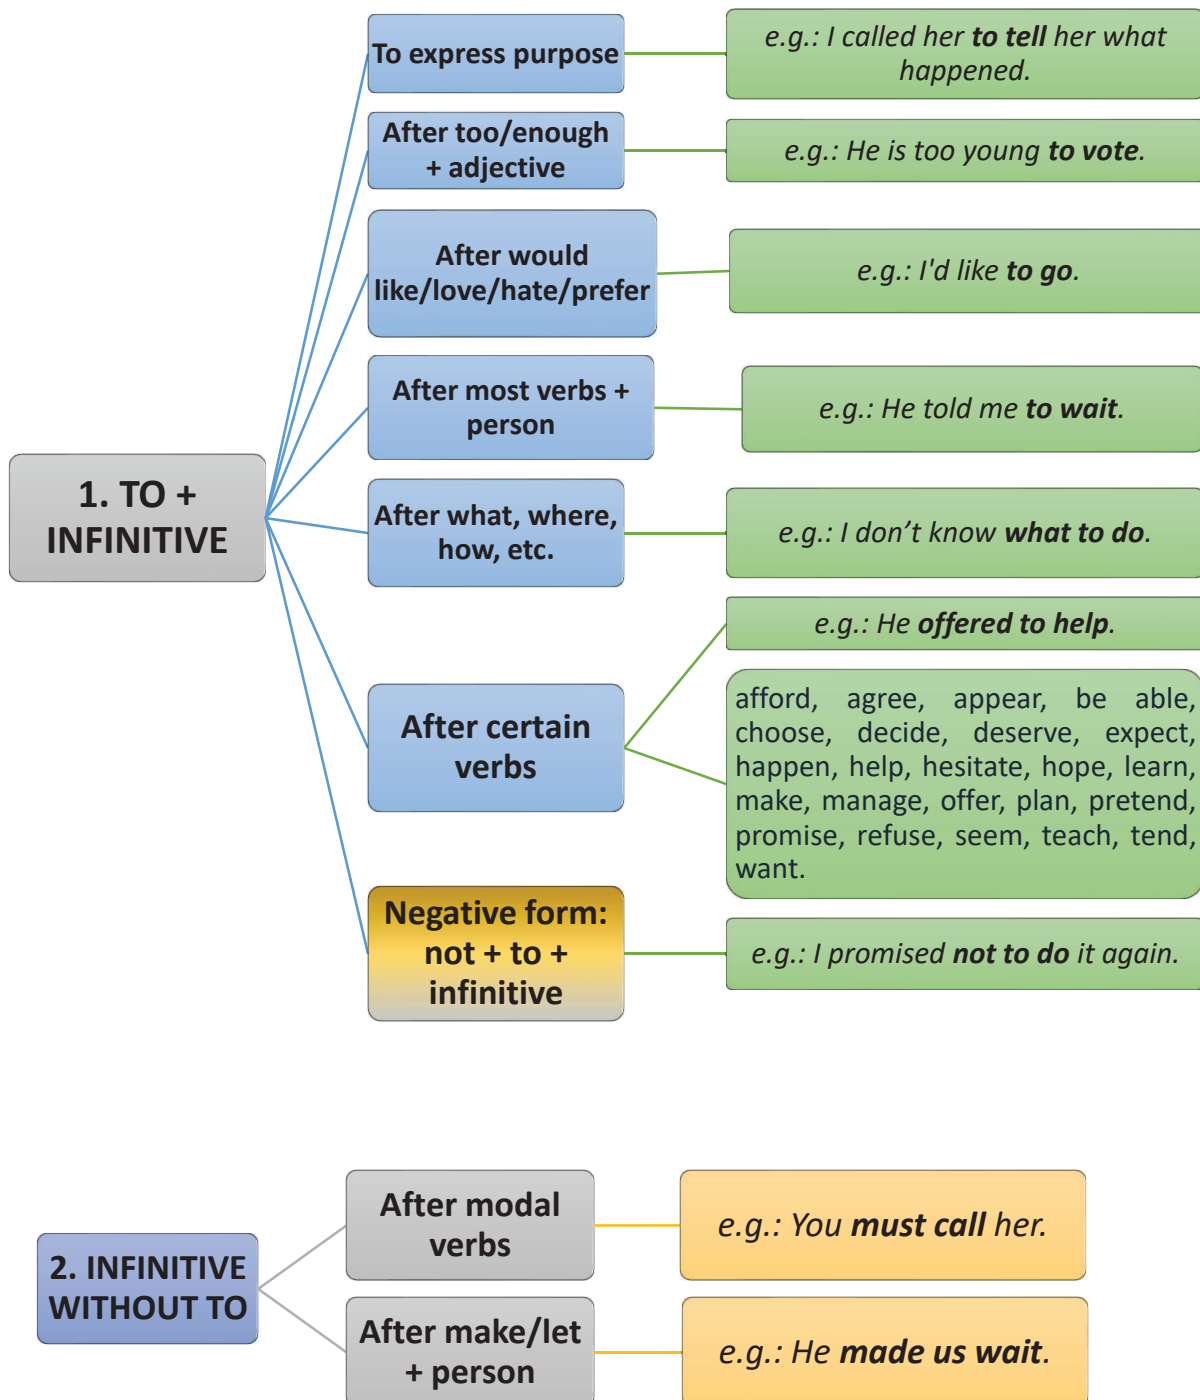 To express purpose
e.g.: I called her to tell her what
happened.
After too/enough
+ adjective
e.g.: He is too young to vote.
After would
like/love/hate/prefer
e.g.: I'd like to go.
After most verbs +
person
e.g.: He told me to wait.
1. TO +
INFINITIVE
After what, where,
how, etc.
e.g.: I don’t know what to do.
After certain
verbs
e.g.: He offered to help.
afford, agree, appear, be able,
choose, decide, deserve, expect,
happen, help, hesitate, hope, learn,
make, manage, offer, plan, pretend,
promise, refuse, seem, teach, tend,
want.
Negative form:
not + to +
infinitive
e.g.: I promised not to do it again.
2. INFINITIVE
WITHOUT TO
After modal
verbs
e.g.: You must call her.
After make/let
+ person
e.g.: He made us wait.